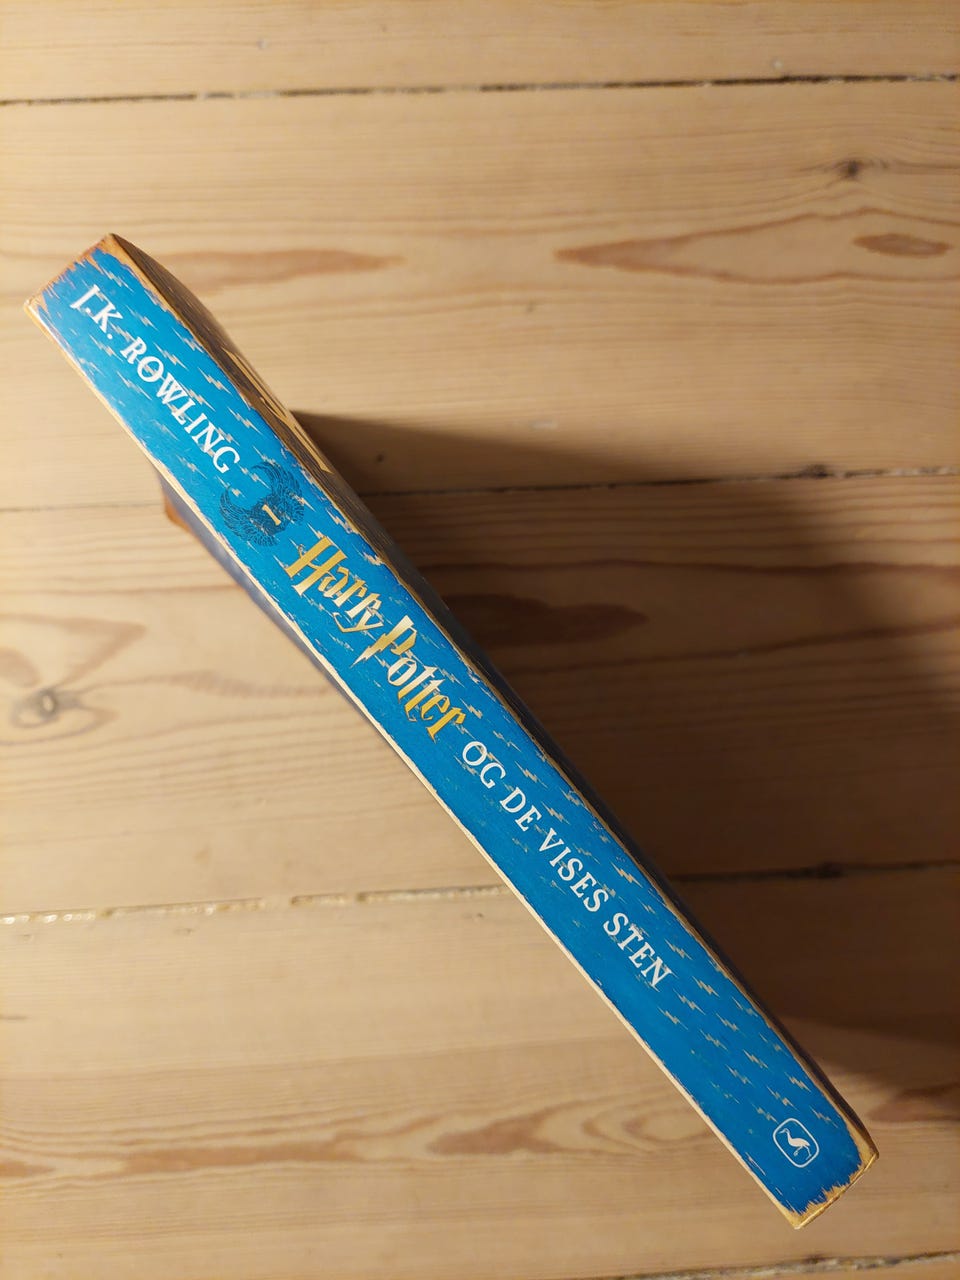 J.K. ROWLING
1
Harry Potter
OG DE VISES STEN